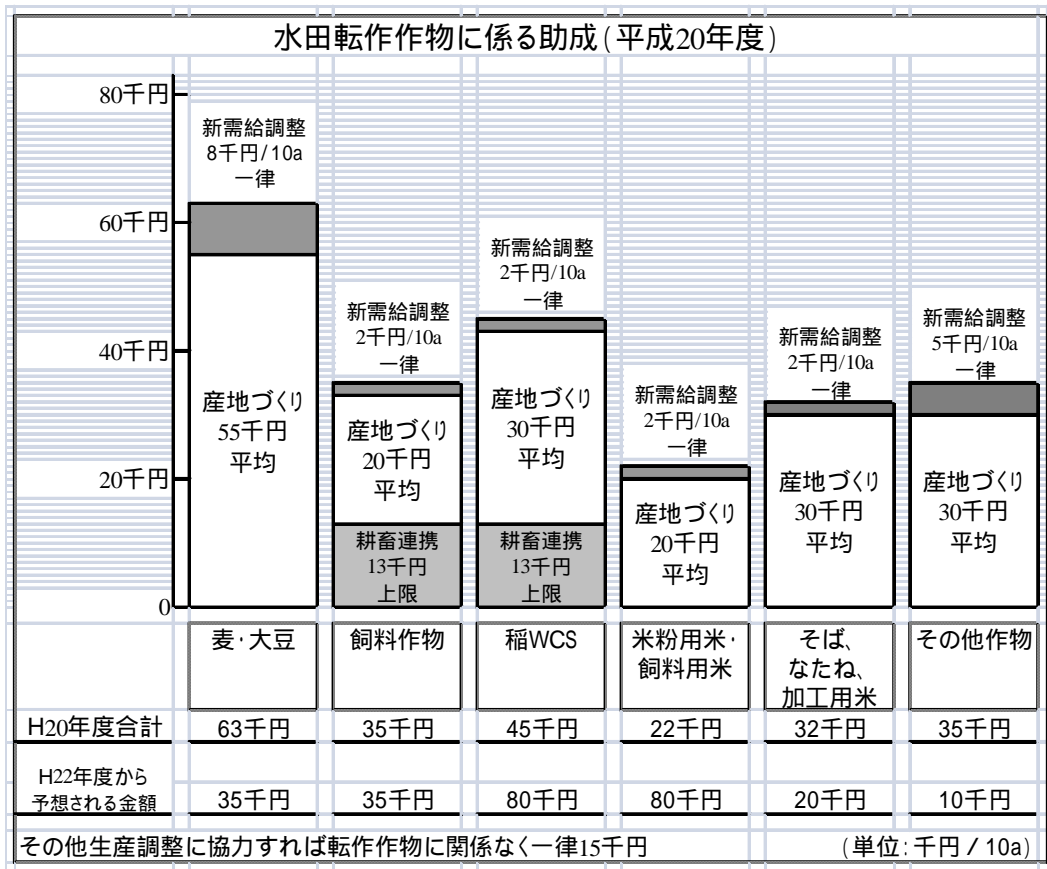 水田転作作物に係る助成(平成20年度)
80千円
60千円
40千円
20千円
0
新需給調整
8千円/10a
一律
産地づくり
55千円
平均
新需給調整
2千円/10a
一律
産地づくり
20千円
平均
耕畜連携
13千円
上限
新需給調整
2千円/10a
一律
産地づくり
30千円
平均
耕畜連携
13千円
上限
新需給調整
2千円/10a
一律
産地づくり
20千円
平均
新需給調整
2千円/10a
一律
産地づくり
30千円
平均
新需給調整
5千円/10a
一律
産地づくり
30千円
平均
麦・大豆
飼料作物
稲WCS
米粉用米・
飼料用米
そば、
なたね、
加工用米
その他作物
H20年度合計 63千円 35千円 45千円 22千円 32千円 35千円
H22年度から
予想される金額 35千円 35千円 80千円 80千円 20千円 10千円
その他生産調整に協力すれば転作作物に関係なく一律15千円 (単位:千円/10a)